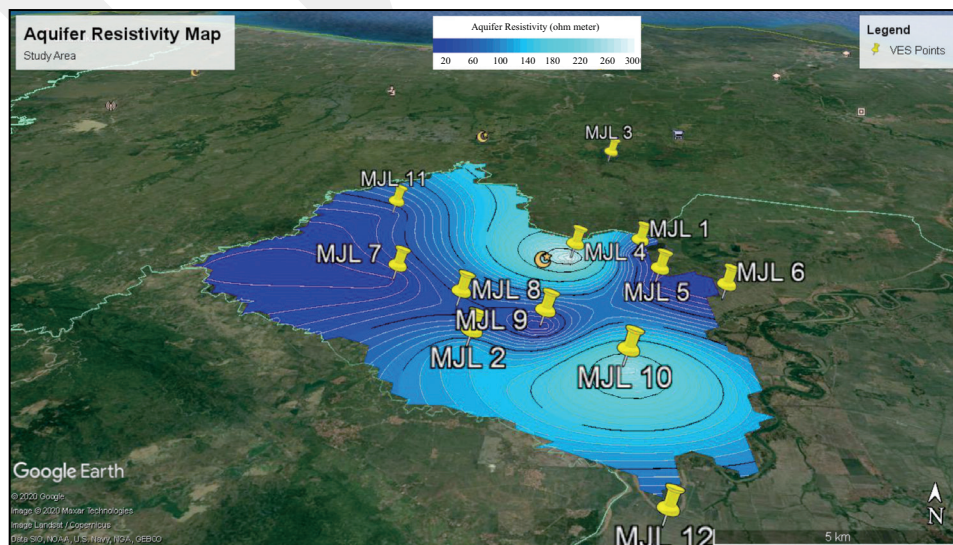 Aquifer Resistivity Map
Study Area
Aquifer Resistivity (ohm meter)
20 60 100 140 180 220 260 300
Legend
VES Points
MJL 3
MJL 11
MJL 1
MJL 7
MJL 4
MJL 6
MJL 8
MJL 5
MJL 9
MJL 2
MJL 10
MJL 12
Google Earth
© 2020 Google
Image © 2020 Maxar Technologies
Image Landsat / Copernicus
Data SIO, NOAA, U.S. Navy, NGA, GEBCO
N
5 km